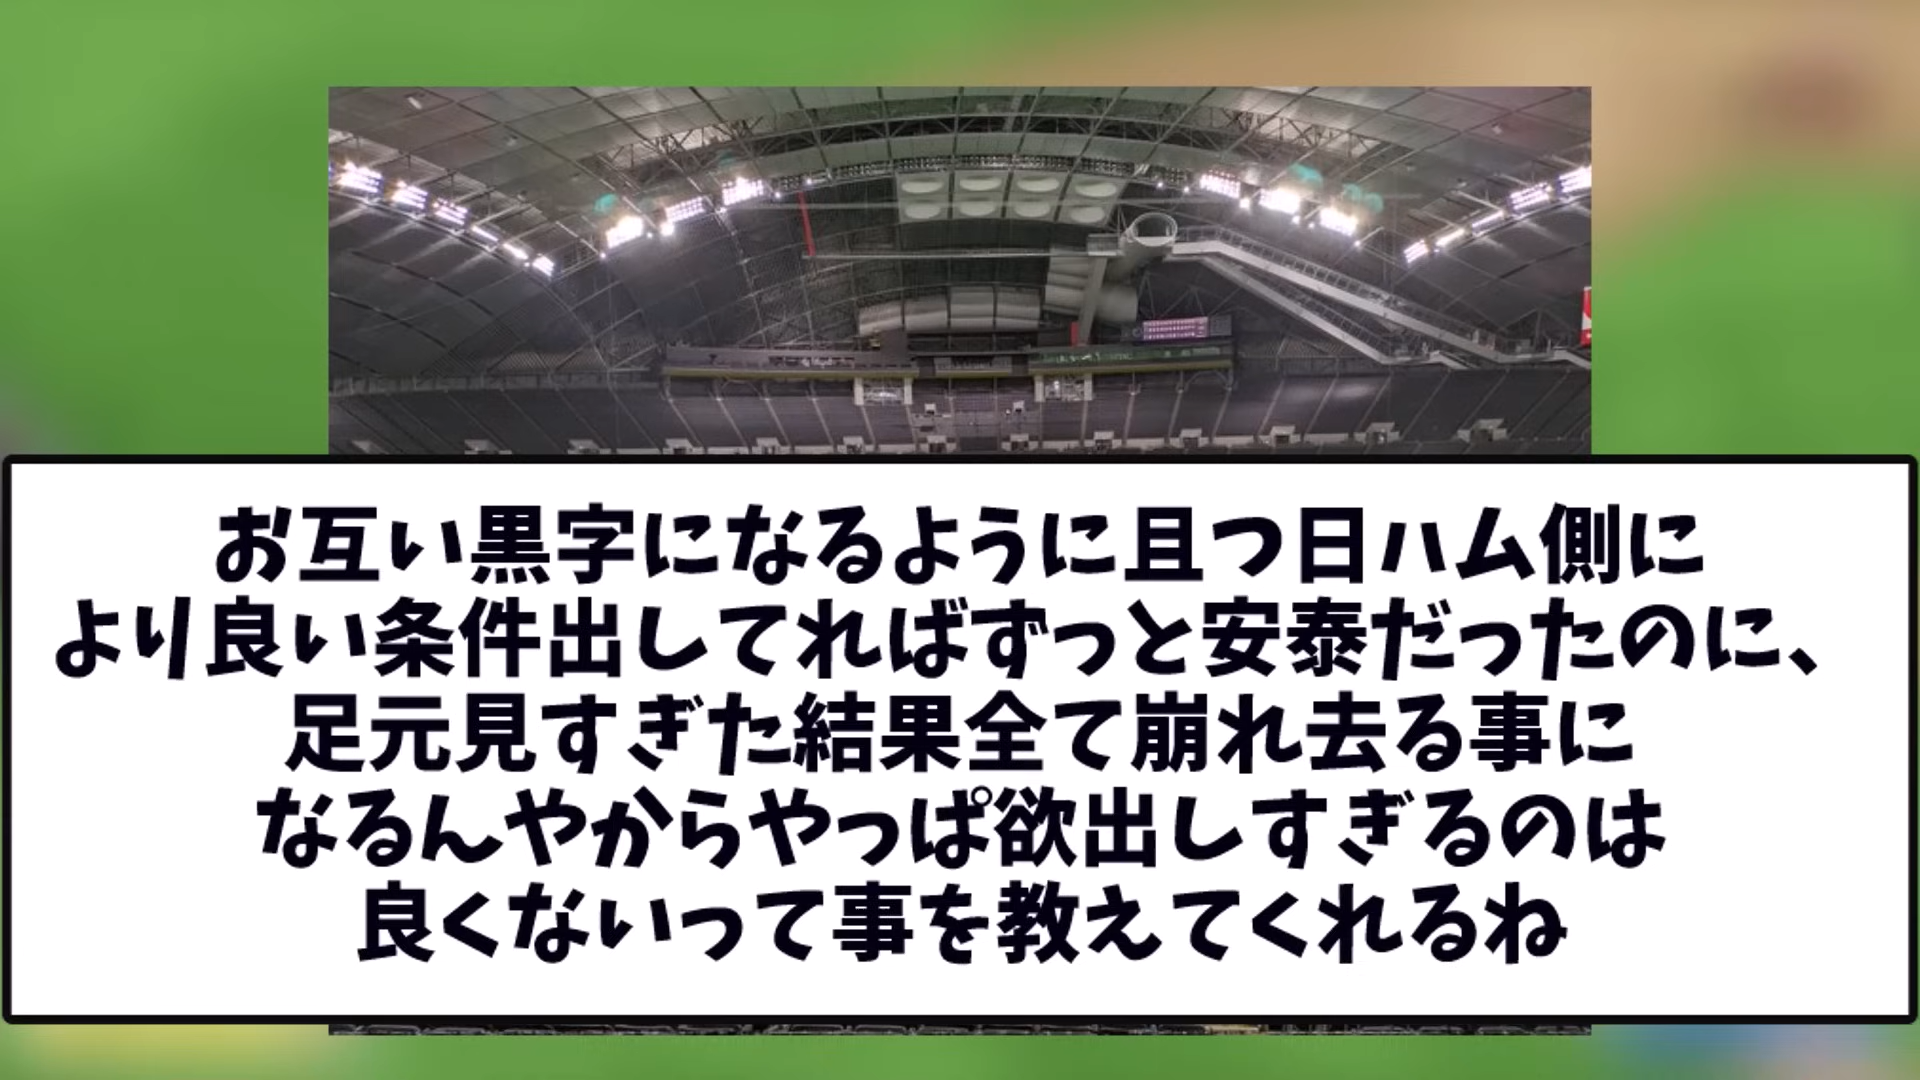 お互い黒字になるように且つ日ハム側に
より良い条件出してればずっと安泰だったのに、
足元見すぎた結果全て崩れ去る事に
なるんやからやっぱ欲出しすぎるのは
良くないって事を教えてくれるね